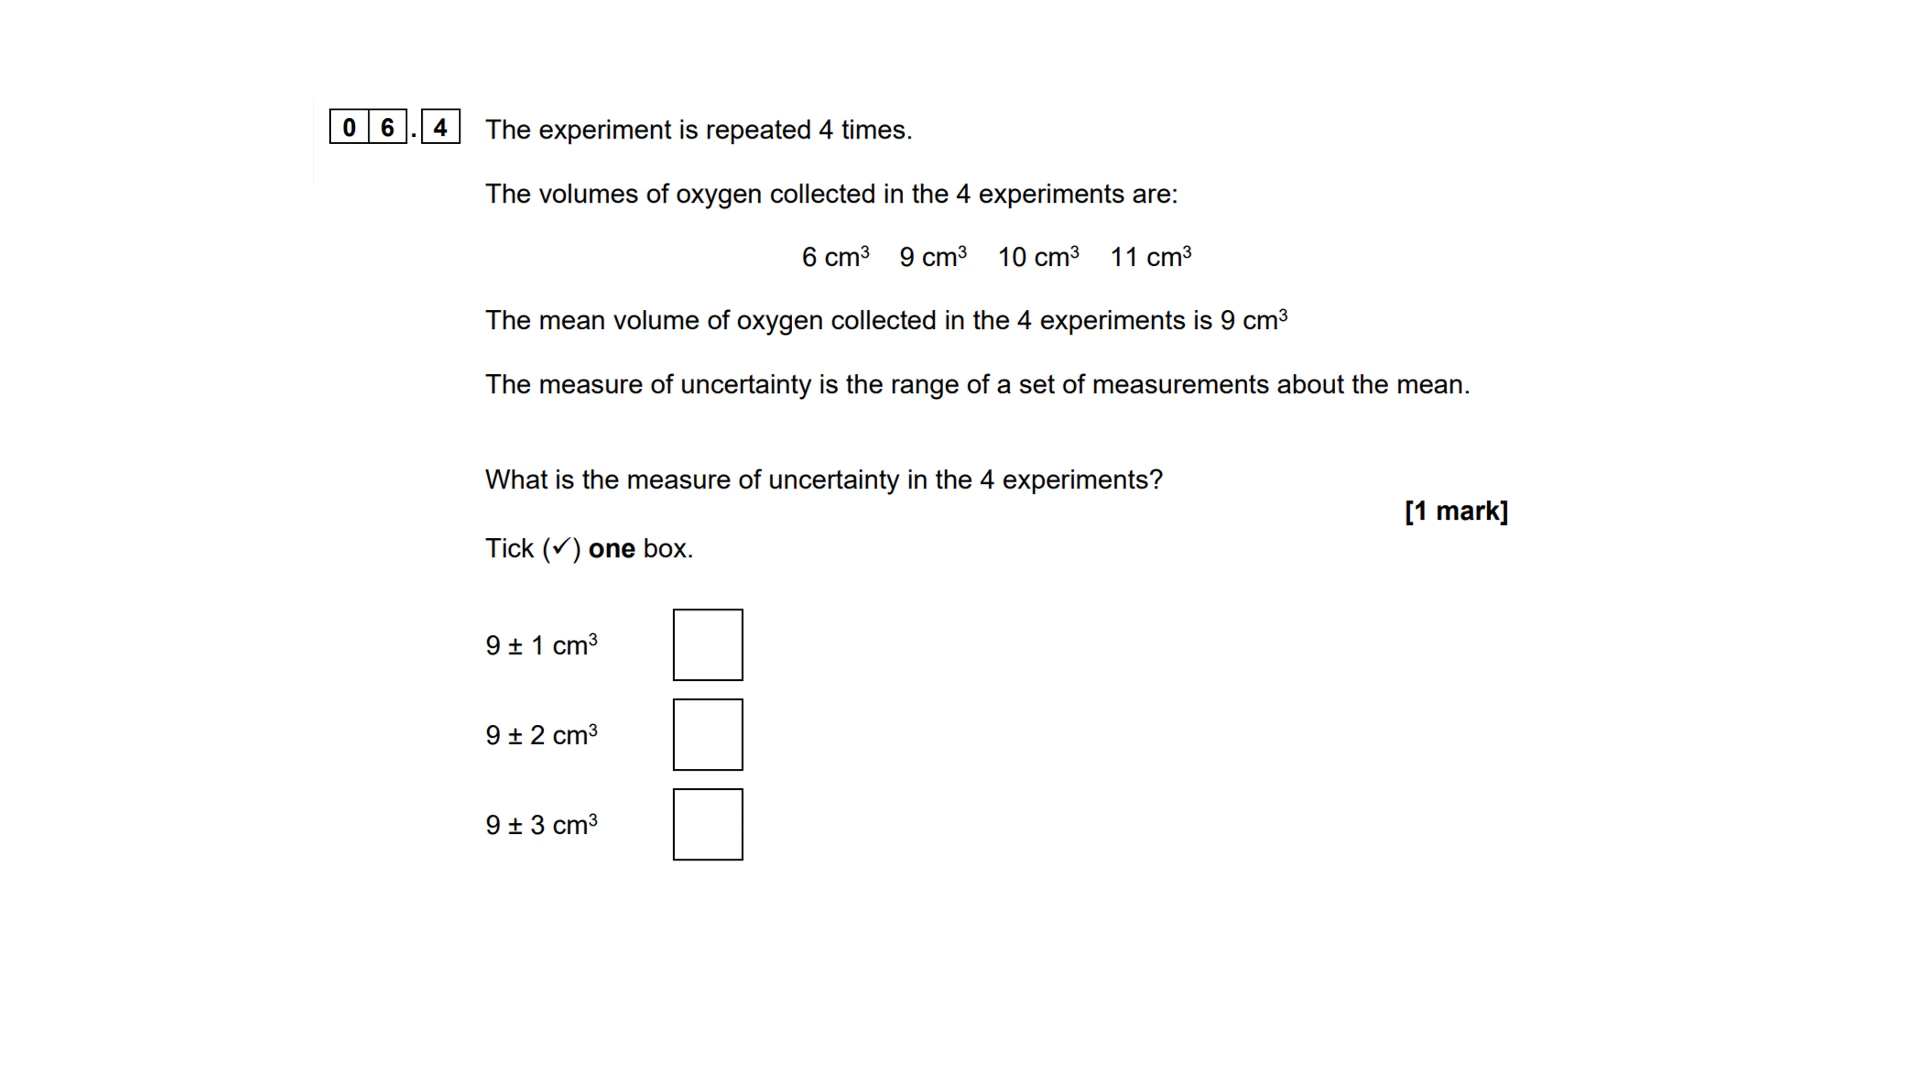 0 6 . 4 The experiment is repeated 4 times.
The volumes of oxygen collected in the 4 experiments are:
6 cm³ 9 cm³ 10 cm³ 11 cm³
The mean volume of oxygen collected in the 4 experiments is 9 cm³
The measure of uncertainty is the range of a set of measurements about the mean.
What is the measure of uncertainty in the 4 experiments?
[1 mark]
Tick (✓) one box.
9 ± 1 cm³
9 ± 2 cm³
9 ± 3 cm³